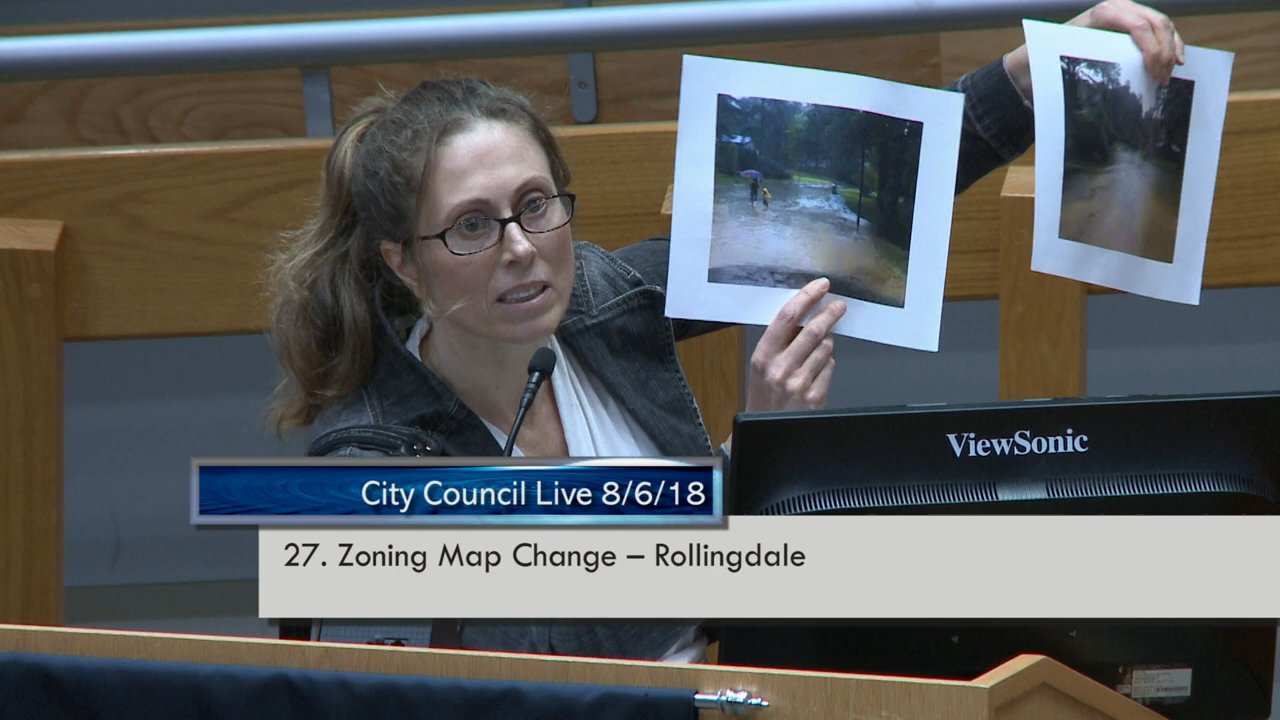 ViewSonic
City Council Live 8/6/18
27. Zoning Map Change – Rollingdale